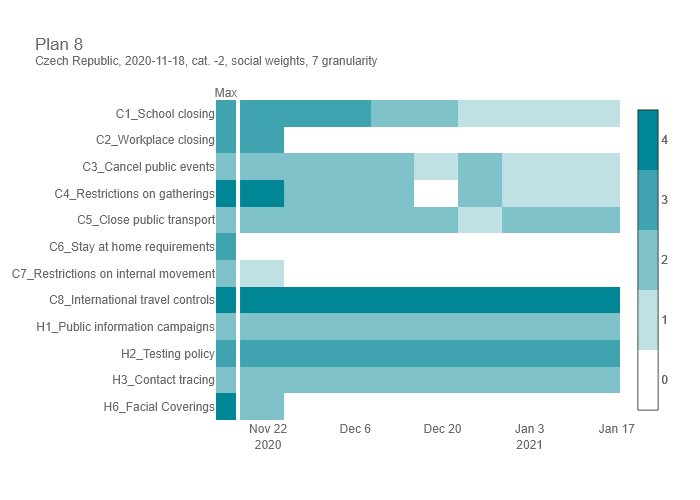 Plan 8
Czech Republic, 2020-11-18, cat. -2, social weights, 7 granularity
Max
C1_School closing
C2_Workplace closing
C3_Cancel public events
C4_Restrictions on gatherings
C5_Close public transport
C6_Stay at home requirements
C7_Restrictions on internal movement
C8_International travel controls
H1_Public information campaigns
H2_Testing policy
H3_Contact tracing
H6_Facial Coverings
4
3
2
1
0
Nov 22 Dec 6 Dec 20 Jan 3 Jan 17
2020 2021